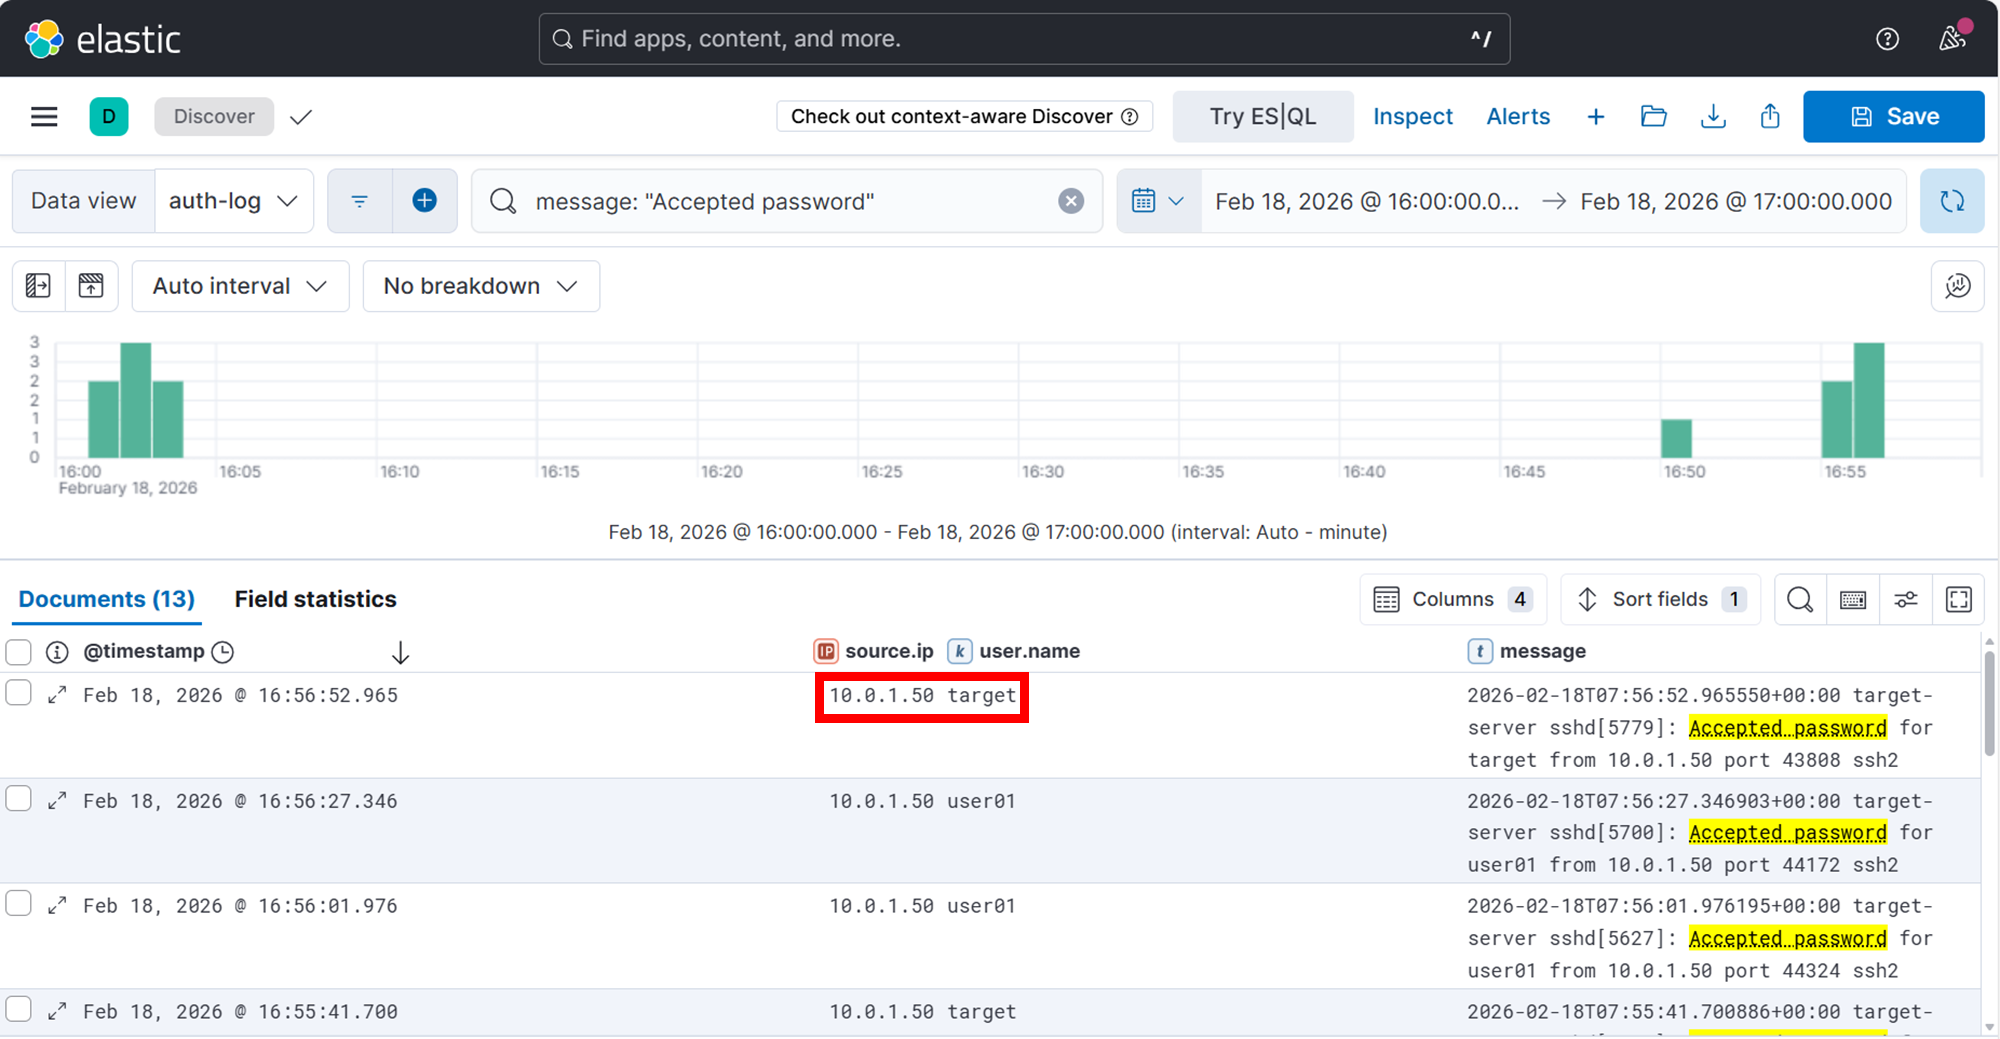 elastic
Find apps, content, and more.
^ /
D
Discover
Check out context-aware Discover
Try ES|QL
Inspect
Alerts
Save
Data view
auth-log
message: "Accepted password"
Feb 18, 2026 @ 16:00:00.0...
→
Feb 18, 2026 @ 17:00:00.000
Auto interval
No breakdown
3
3
2
2
1
1
0
16:00
16:05
16:10
16:15
16:20
16:25
16:30
16:35
16:40
16:45
16:50
16:55
February 18, 2026
Feb 18, 2026 @ 16:00:00.000 - Feb 18, 2026 @ 17:00:00.000 (interval: Auto - minute)
Documents (13)
Field statistics
Columns 4
Sort fields 1
@timestamp
IP source.ip
k user.name
t message
Feb 18, 2026 @ 16:56:52.965
10.0.1.50 target
2026-02-18T07:56:52.965550+00:00 target-
server sshd[5779]: Accepted password for
target from 10.0.1.50 port 43808 ssh2
Feb 18, 2026 @ 16:56:27.346
10.0.1.50 user01
2026-02-18T07:56:27.346903+00:00 target-
server sshd[5700]: Accepted password for
user01 from 10.0.1.50 port 44172 ssh2
Feb 18, 2026 @ 16:56:01.976
10.0.1.50 user01
2026-02-18T07:56:01.976195+00:00 target-
server sshd[5627]: Accepted password for
user01 from 10.0.1.50 port 44324 ssh2
Feb 18, 2026 @ 16:55:41.700
10.0.1.50 target
2026-02-18T07:55:41.700886+00:00 target-